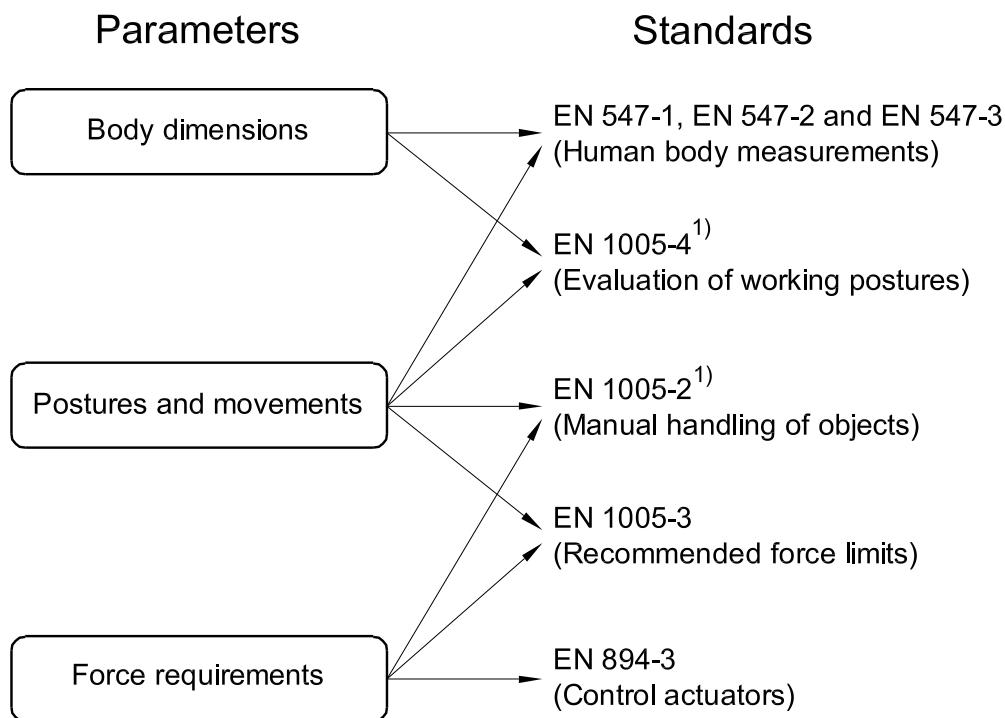 Parameters
Standards
Body dimensions
EN 547-1, EN 547-2 and EN 547-3
(Human body measurements)
EN 1005-4¹⁾
(Evaluation of working postures)
Postures and movements
EN 1005-2¹⁾
(Manual handling of objects)
EN 1005-3
(Recommended force limits)
Force requirements
EN 894-3
(Control actuators)